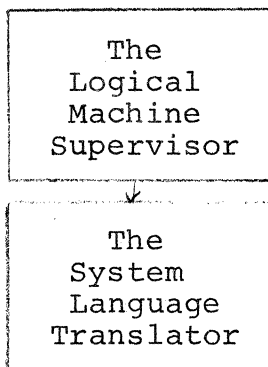 The
Logical
Machine
Supervisor
The
System
Language
Translator